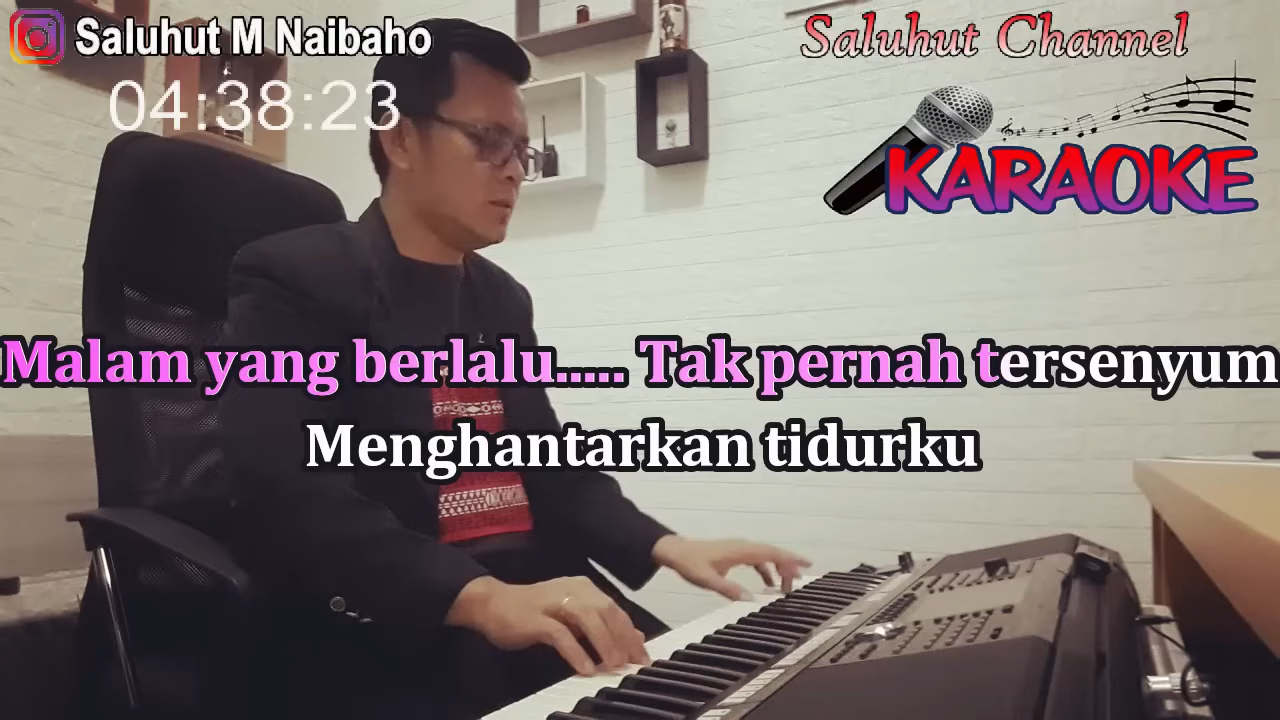 Saluhut M Naibaho
Saluhut Channel
04:38:23
KARAOKE
Malam yang berlalu..... Tak pernah tersenyum
Menghantarkan tidurku